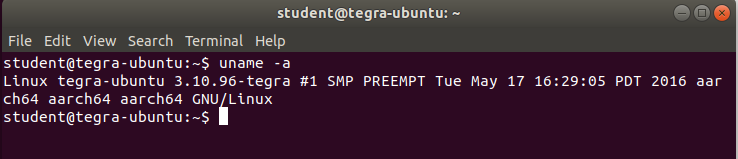 student@tegra-ubuntu: ~
File Edit View Search Terminal Help
student@tegra-ubuntu:~$ uname -a
Linux tegra-ubuntu 3.10.96-tegra #1 SMP PREEMPT Tue May 17 16:29:05 PDT 2016 aar
ch64 aarch64 aarch64 GNU/Linux
student@tegra-ubuntu:~$